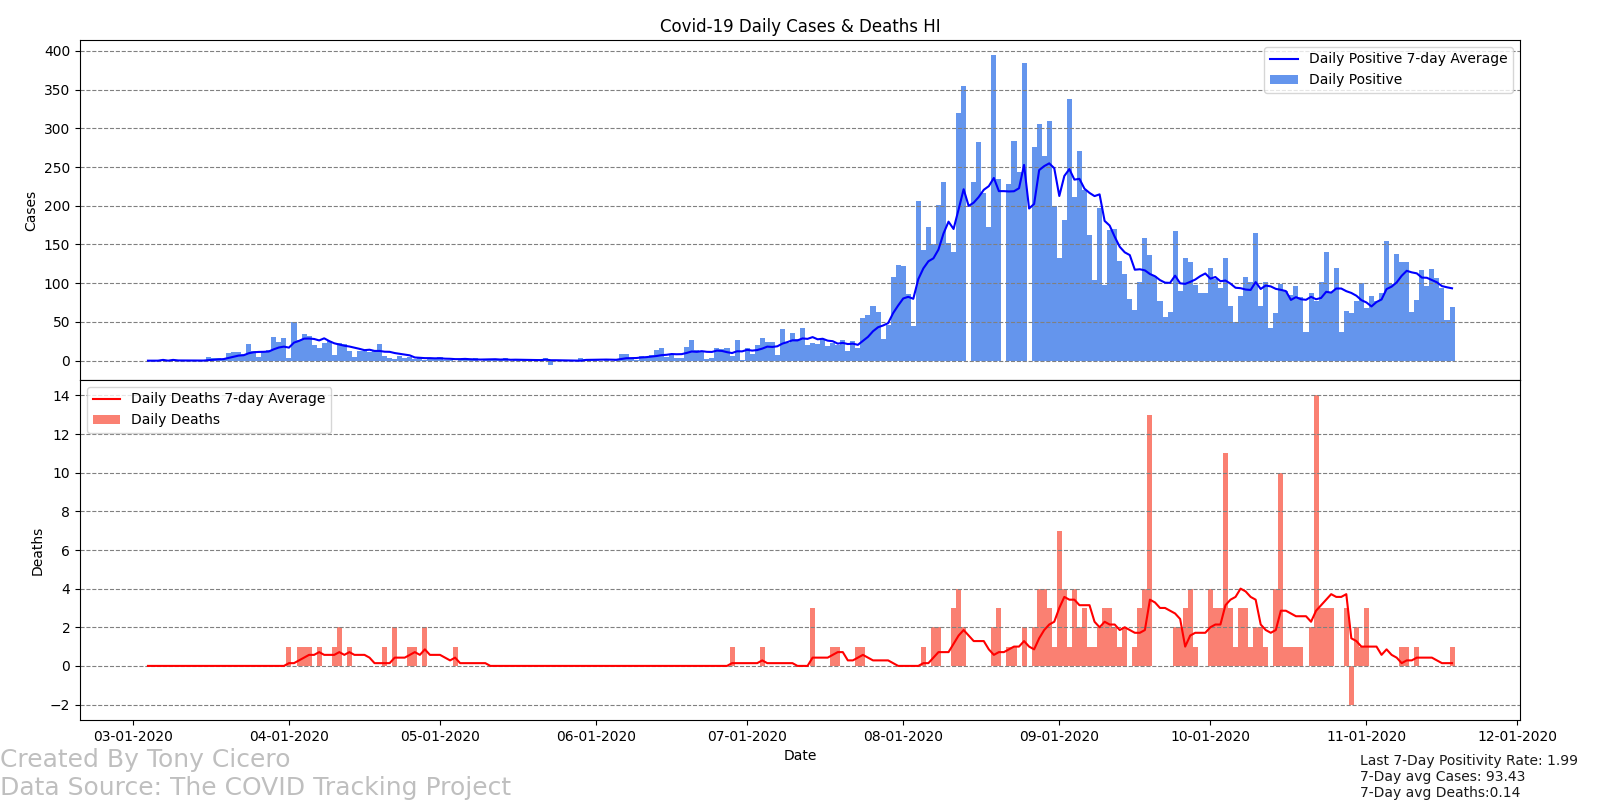 Covid-19 Daily Cases & Deaths HI
400
350
300
250
200
150
100
50
0
Cases
Daily Positive 7-day Average
Daily Positive
14
12
10
8
6
4
2
0
−2
Deaths
Daily Deaths 7-day Average
Daily Deaths
03-01-2020 04-01-2020 05-01-2020 06-01-2020 07-01-2020 08-01-2020 09-01-2020 10-01-2020 11-01-2020 12-01-2020
Date
Created By Tony Cicero
Data Source: The COVID Tracking Project
Last 7-Day Positivity Rate: 1.99
7-Day avg Cases: 93.43
7-Day avg Deaths:0.14